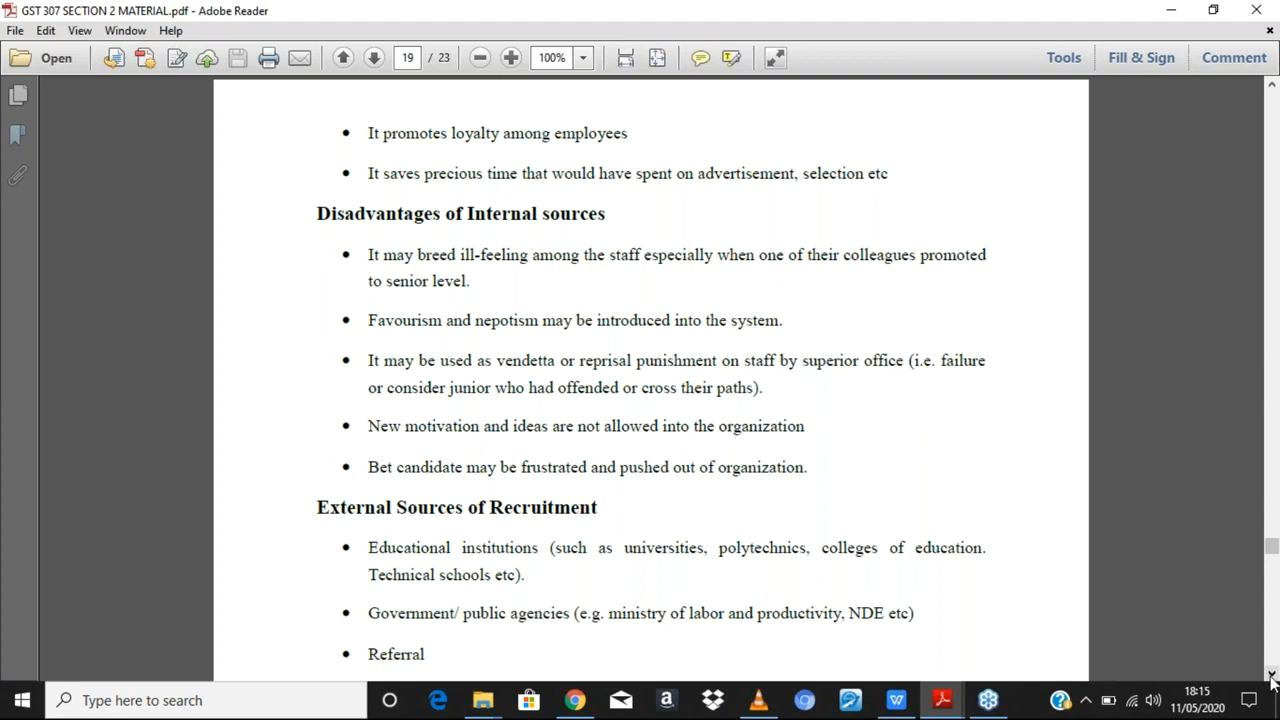 GST 307 SECTION 2 MATERIAL.pdf - Adobe Reader
File Edit View Window Help
Open 19 / 23 100% Tools Fill & Sign Comment
• It promotes loyalty among employees
• It saves precious time that would have spent on advertisement, selection etc
Disadvantages of Internal sources
• It may breed ill-feeling among the staff especially when one of their colleagues promoted
to senior level.
• Favourism and nepotism may be introduced into the system.
• It may be used as vendetta or reprisal punishment on staff by superior office (i.e. failure
or consider junior who had offended or cross their paths).
• New motivation and ideas are not allowed into the organization
• Bet candidate may be frustrated and pushed out of organization.
External Sources of Recruitment
• Educational institutions (such as universities, polytechnics, colleges of education.
Technical schools etc).
• Government/ public agencies (e.g. ministry of labor and productivity, NDE etc)
• Referral
Type here to search
18:15
11/05/2020